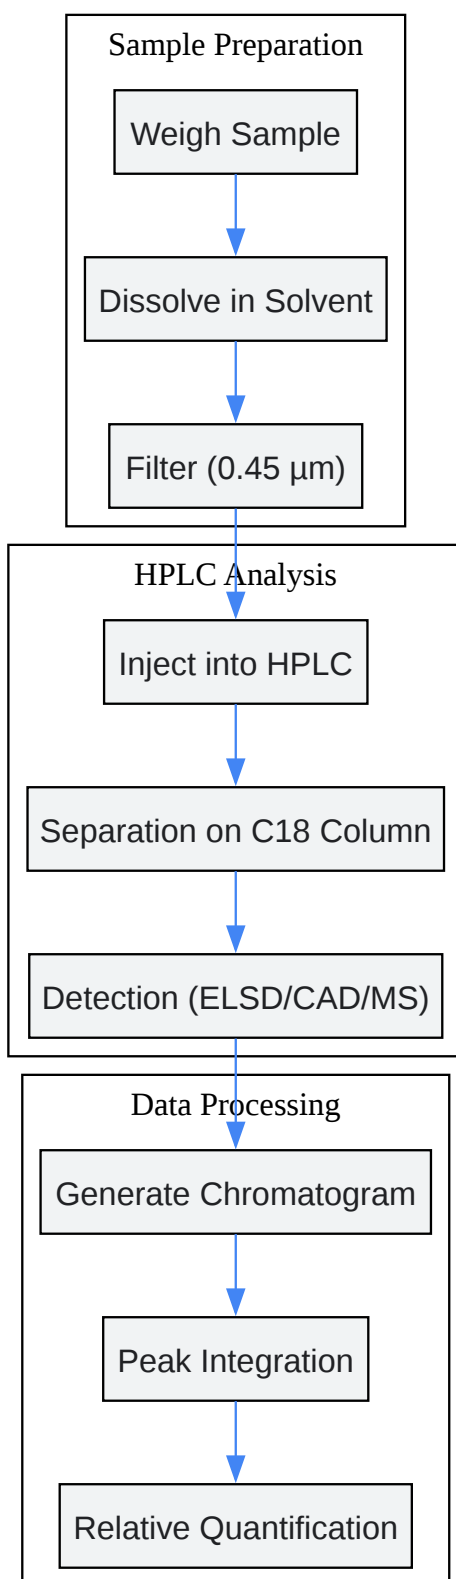 Sample Preparation
Weigh Sample
Dissolve in Solvent
Filter (0.45 µm)
HPLC Analysis
Inject into HPLC
Separation on C18 Column
Detection (ELSD/CAD/MS)
Data Processing
Generate Chromatogram
Peak Integration
Relative Quantification